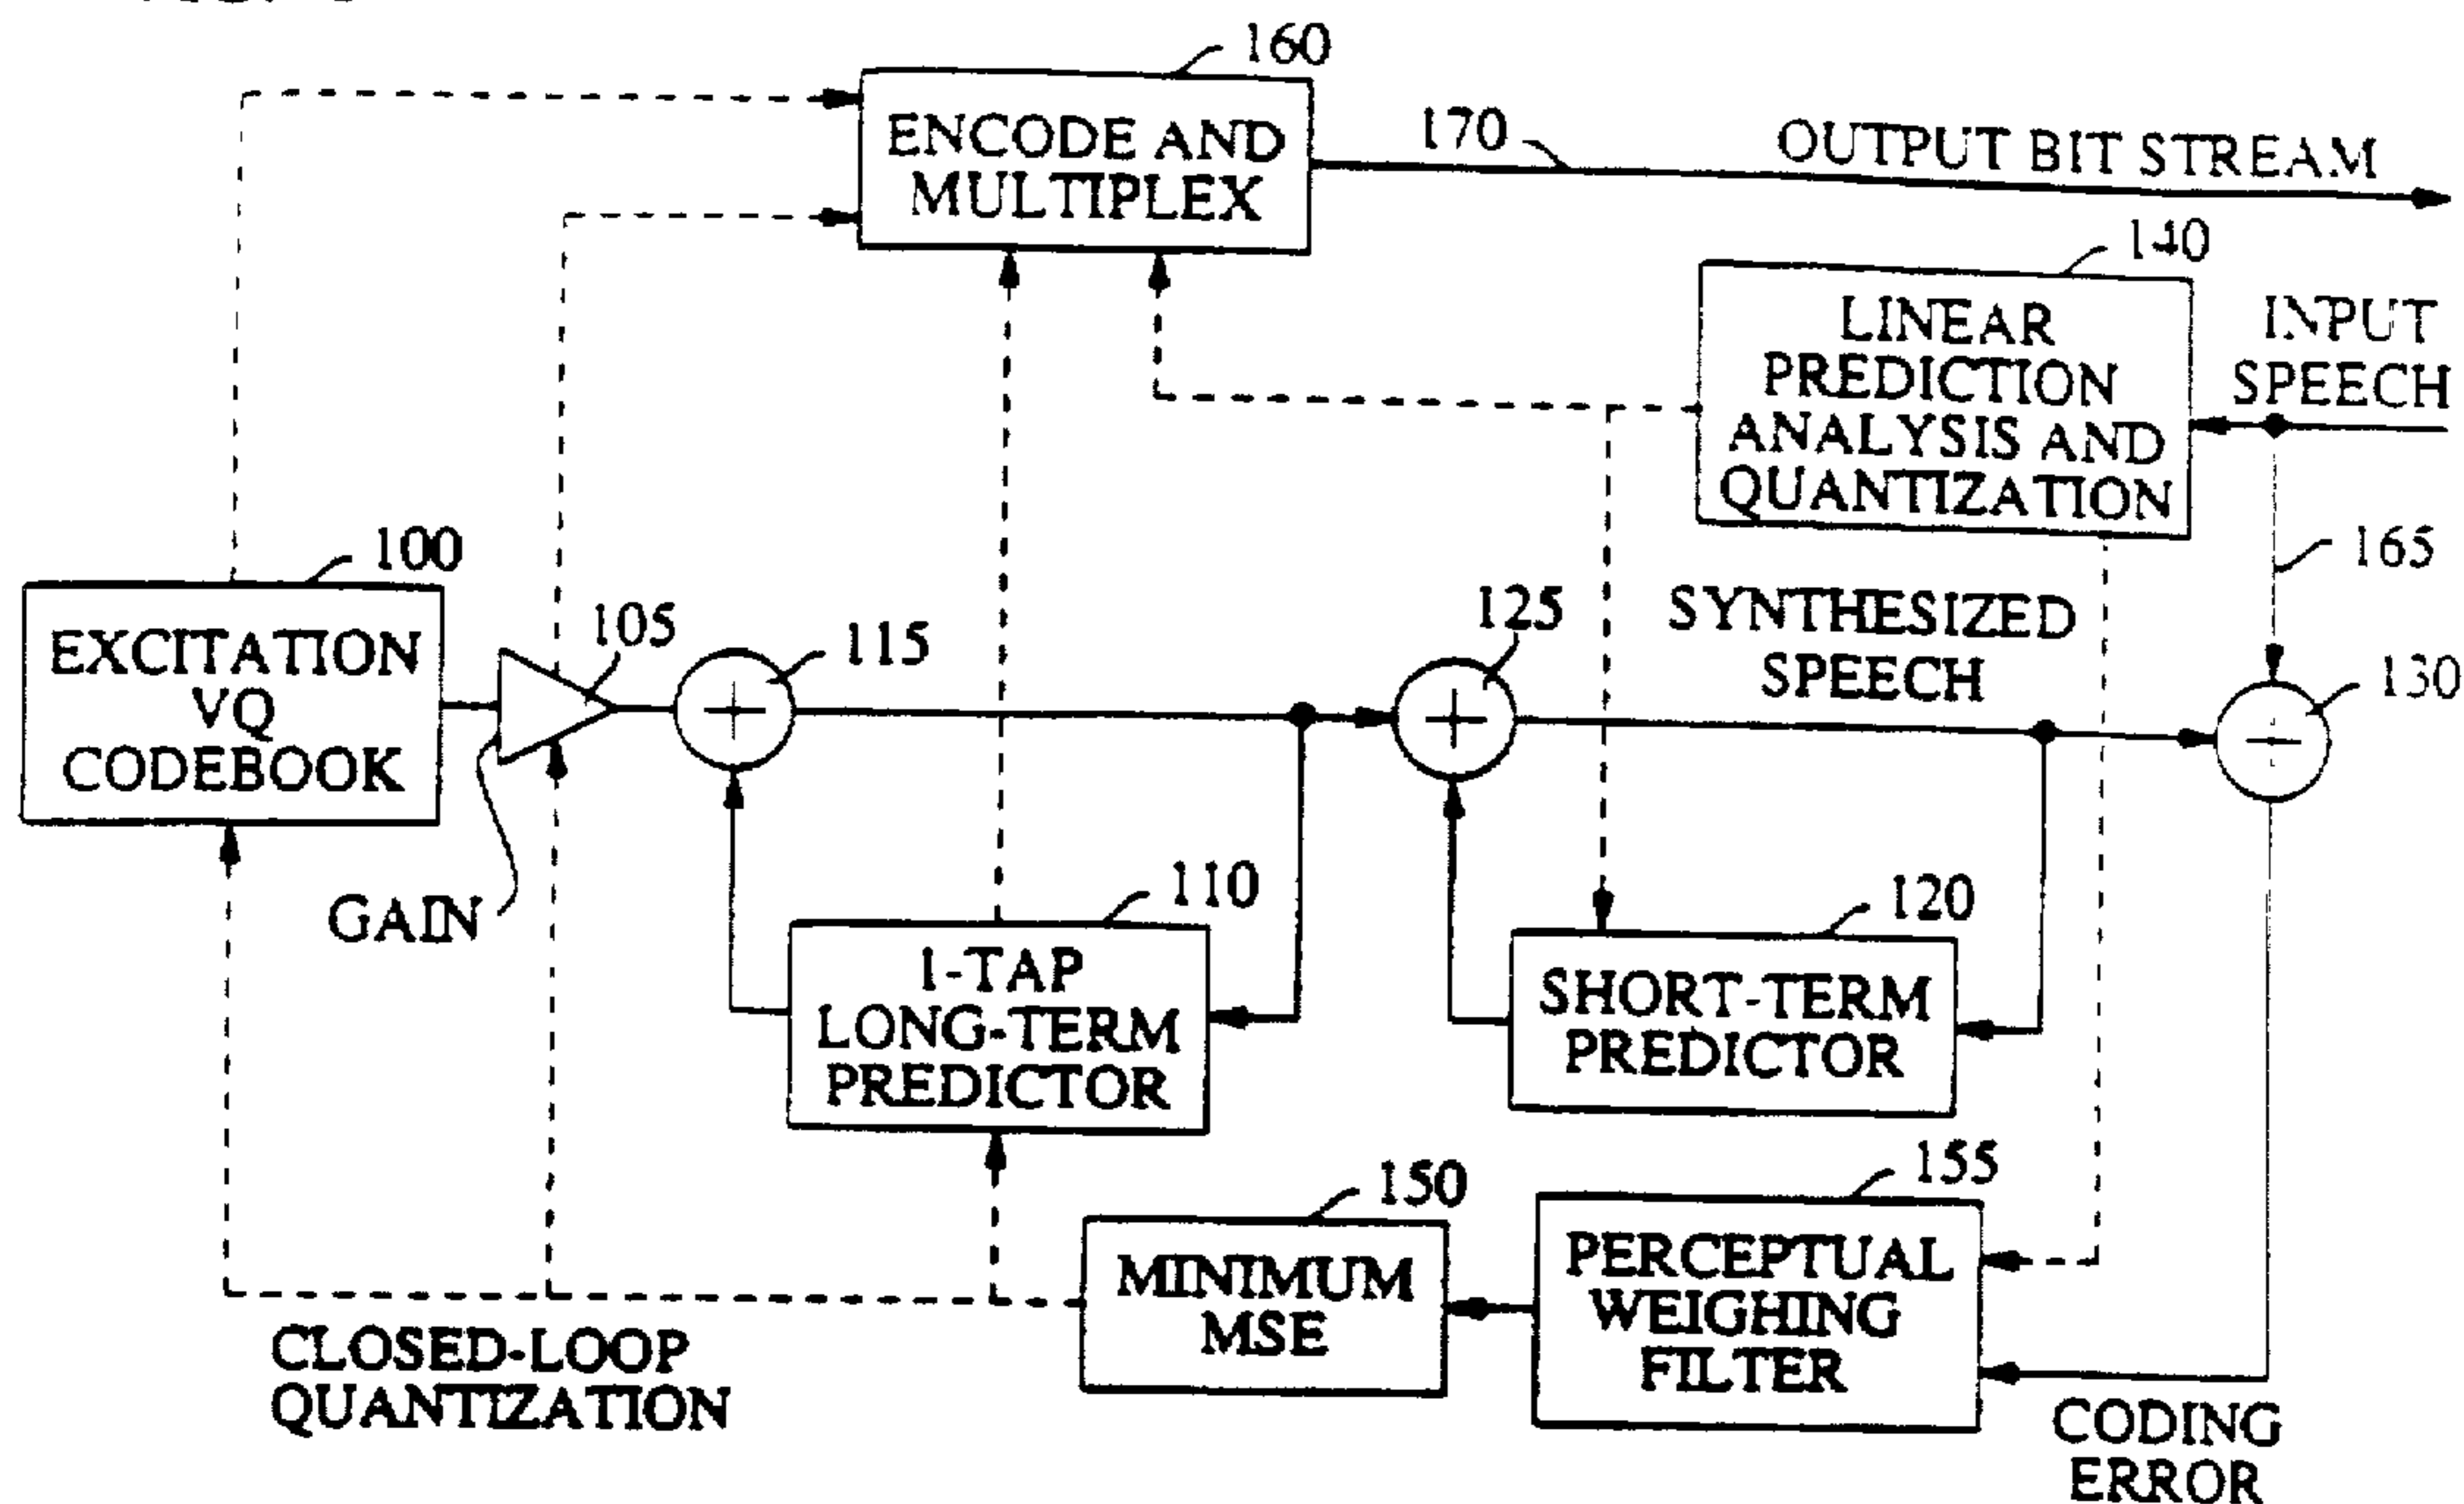 160
ENCODE AND
MULTIPLEX
170
OUTPUT BIT STREAM
140
LINEAR
PREDICTION
ANALYSIS AND
QUANTIZATION
INPUT
SPEECH
165
100
EXCITATION
VQ
CODEBOOK
105
GAIN
115
125
SYNTHESIZED
SPEECH
130
110
1-TAP
LONG-TERM
PREDICTOR
120
SHORT-TERM
PREDICTOR
150
MINIMUM
MSE
155
PERCEPTUAL
WEIGHING
FILTER
CLOSED-LOOP
QUANTIZATION
CODING
ERROR